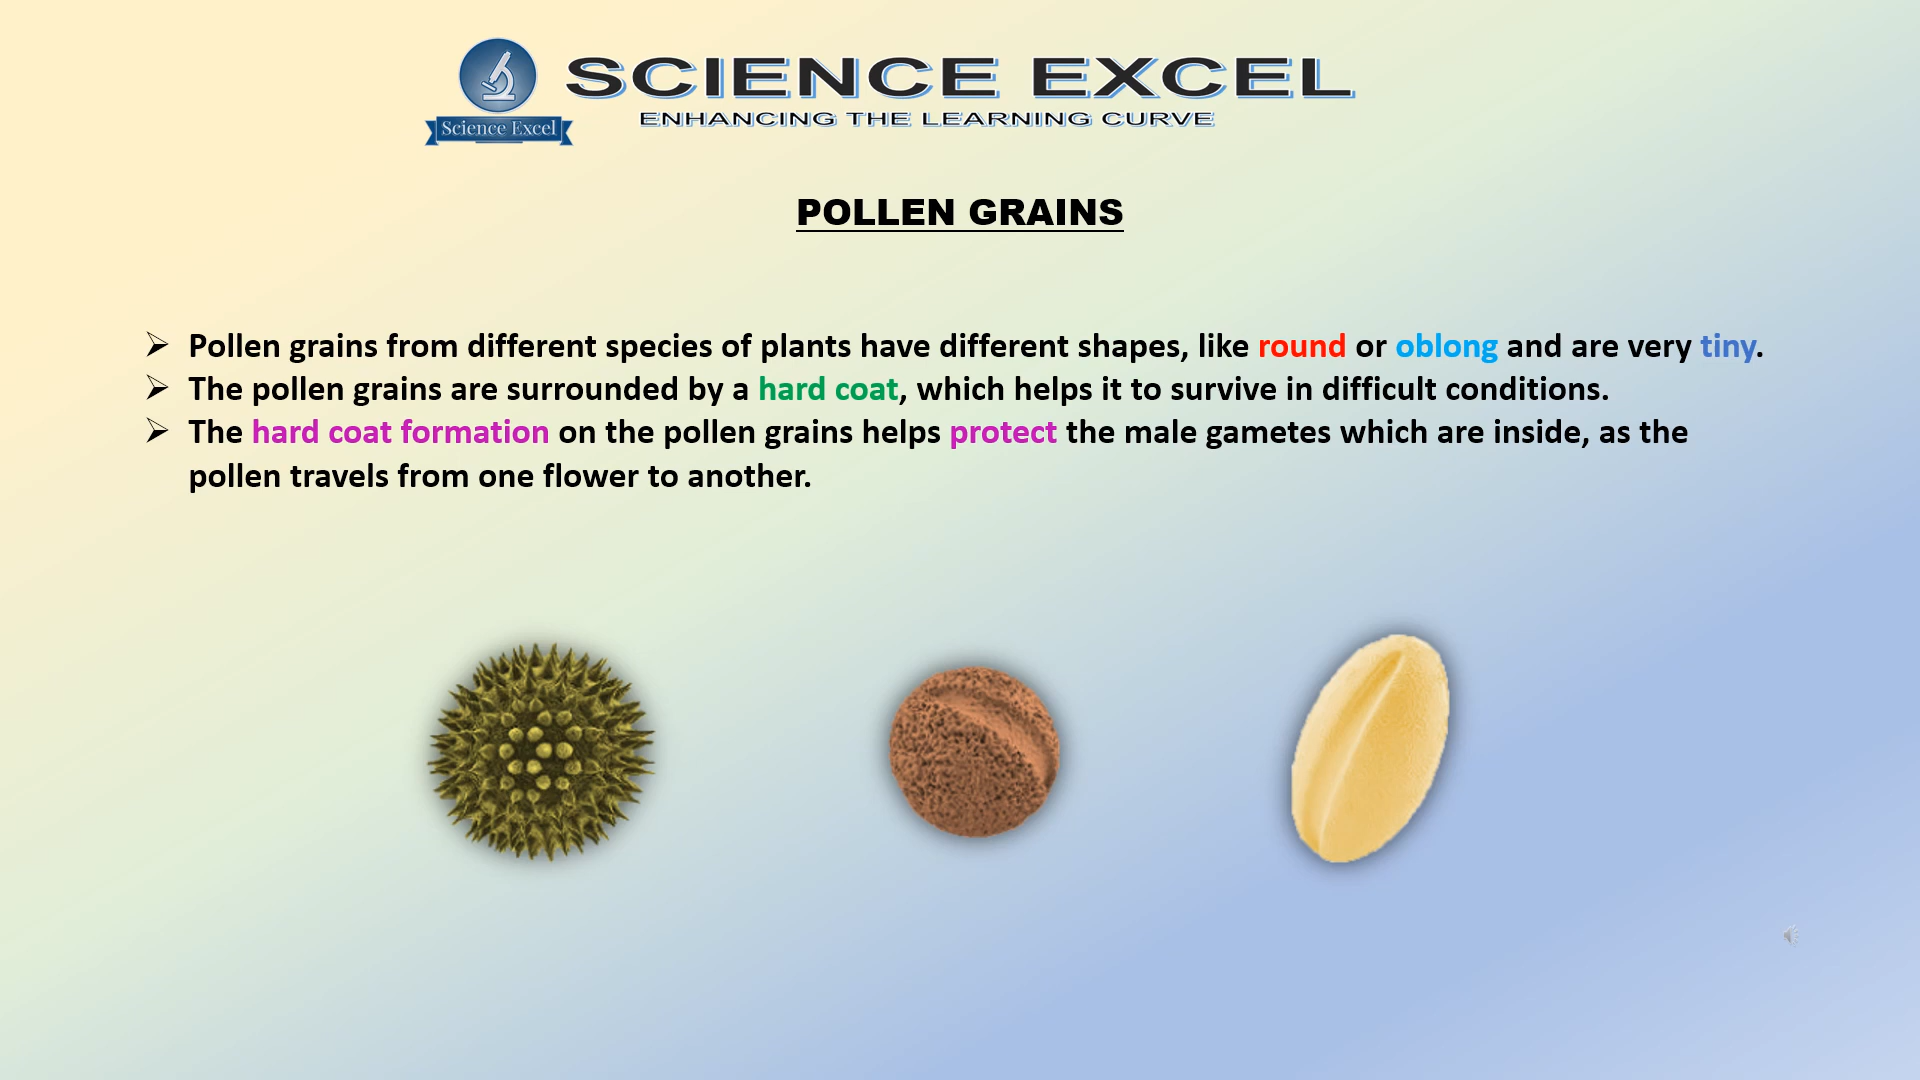 SCIENCE EXCEL
ENHANCING THE LEARNING CURVE
Science Excel
POLLEN GRAINS
➢ Pollen grains from different species of plants have different shapes, like round or oblong and are very tiny.
➢ The pollen grains are surrounded by a hard coat, which helps it to survive in difficult conditions.
➢ The hard coat formation on the pollen grains helps protect the male gametes which are inside, as the
pollen travels from one flower to another.